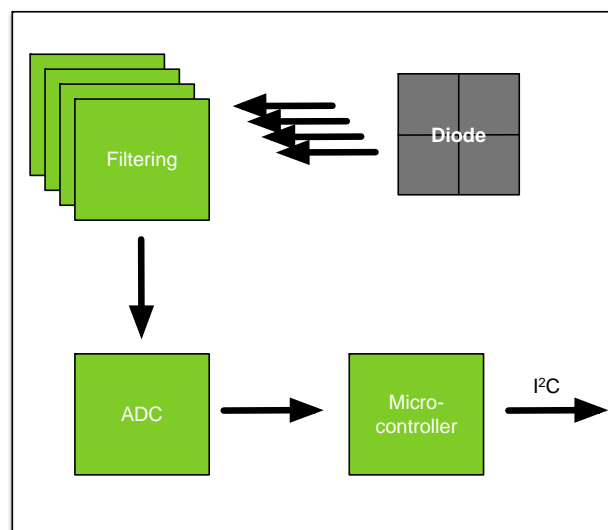 Filtering
Diode
ADC
Micro-
controller
I²C